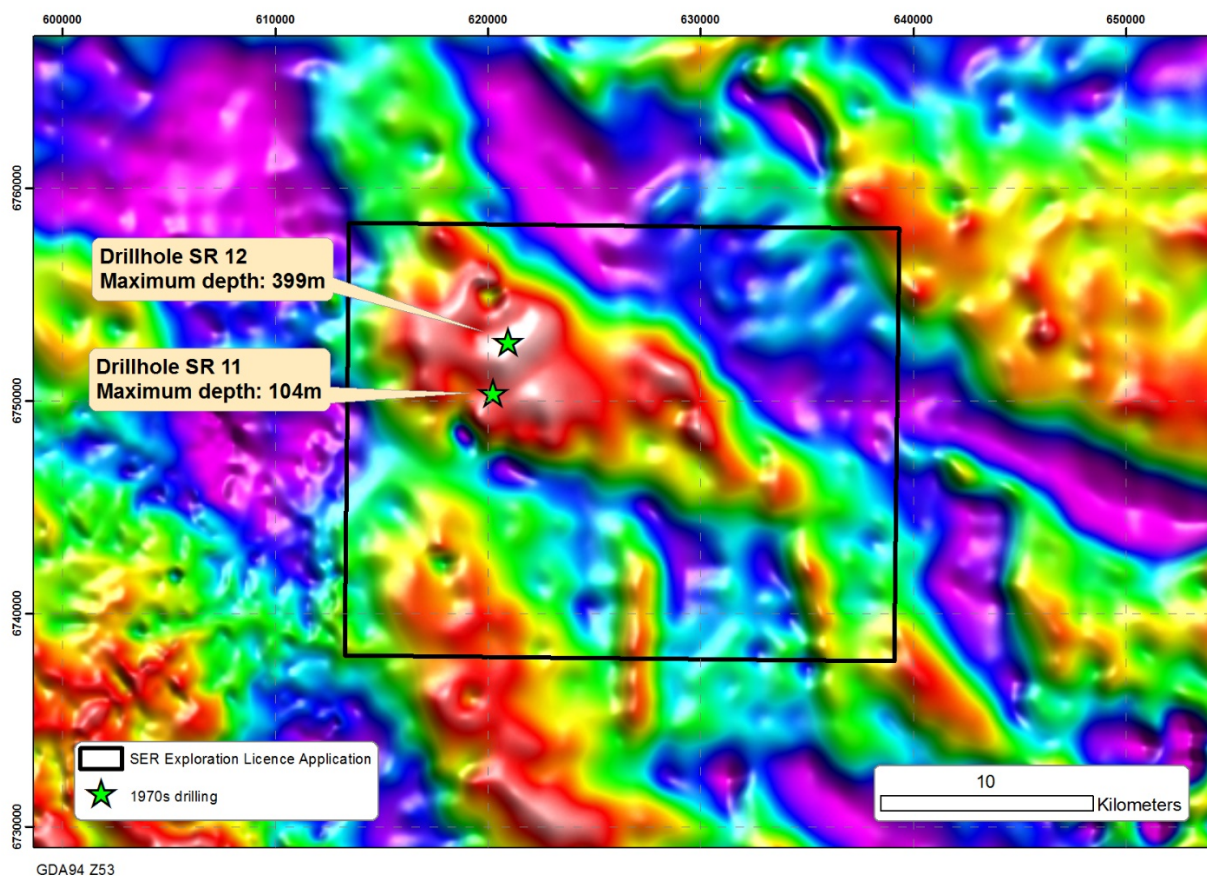 600000 610000 620000 630000 640000 650000
6760000
Drillhole SR 12
Maximum depth: 399m
6750000
Drillhole SR 11
Maximum depth: 104m
6740000
SER Exploration Licence Application
1970s drilling
10
Kilometers
6730000
GDA94 Z53